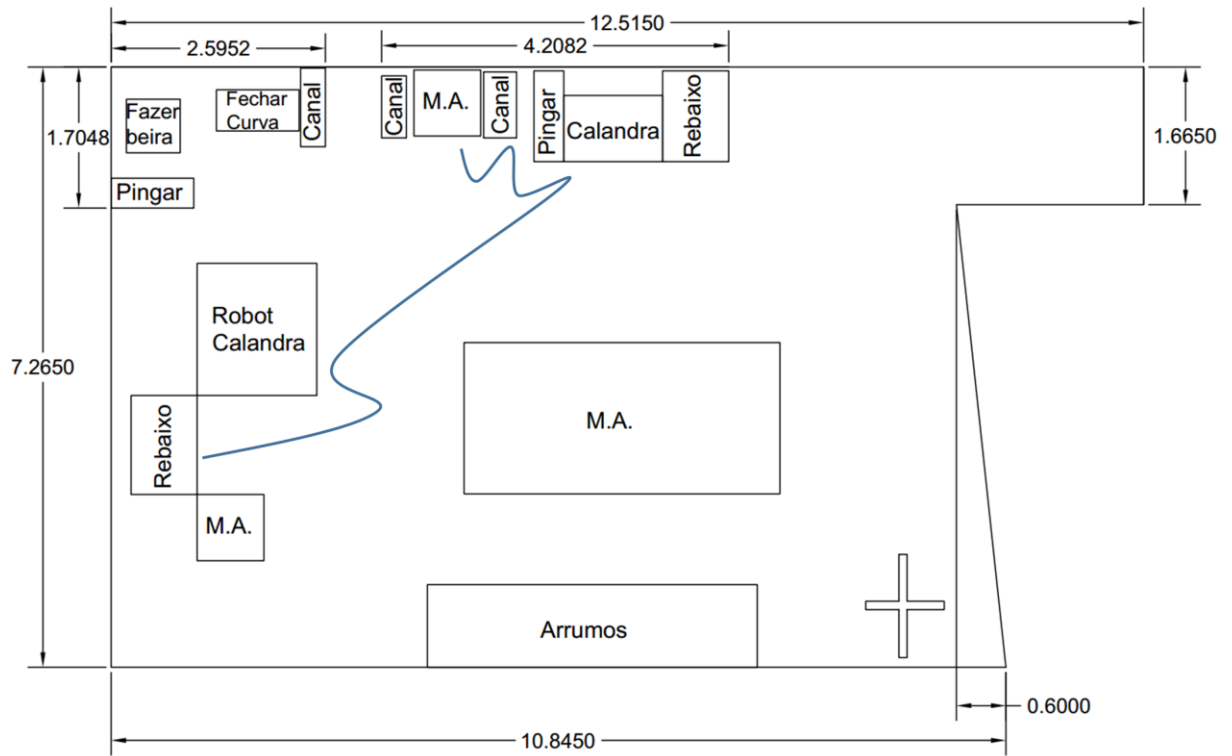 12.5150
2.5952
4.2082
Fazer
beira
Fechar
Curva
Canal
Canal
M.A.
Canal
Pingar
Calandra
Rebaixo
1.7048
1.6650
Pingar
Robot
Calandra
7.2650
Rebaixo
M.A.
M.A.
Arrumos
0.6000
10.8450